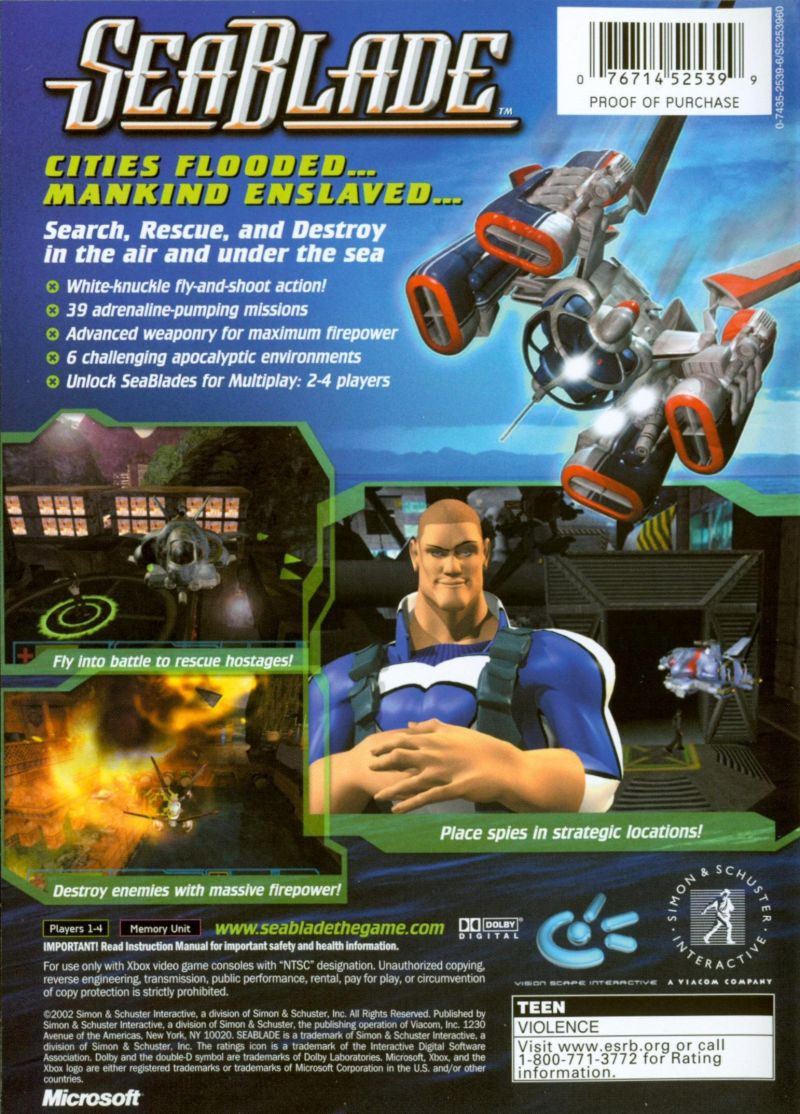 SEABLADE™
0 76714 52539 9
PROOF OF PURCHASE
0-7435-2539-6/S5253960
CITIES FLOODED...
MANKIND ENSLAVED...
Search, Rescue, and Destroy
in the air and under the sea
White-knuckle fly-and-shoot action!
39 adrenaline-pumping missions
Advanced weaponry for maximum firepower
6 challenging apocalyptic environments
Unlock SeaBlades for Multiplay: 2-4 players
Fly into battle to rescue hostages!
Place spies in strategic locations!
Destroy enemies with massive firepower!
Players 1-4
Memory Unit
www.seabladethegame.com
DOLBY®
DIGITAL
VISION SCAPE INTERACTIVE
SIMON & SCHUSTER
INTERACTIVE
A VIACOM COMPANY
IMPORTANT! Read Instruction Manual for important safety and health information.
For use only with Xbox video game consoles with "NTSC" designation. Unauthorized copying,
reverse engineering, transmission, public performance, rental, pay for play, or circumvention
of copy protection is strictly prohibited.
©2002 Simon & Schuster Interactive, a division of Simon & Schuster, Inc. All Rights Reserved. Published by
Simon & Schuster Interactive, a division of Simon & Schuster, the publishing operation of Viacom, Inc. 1230
Avenue of the Americas, New York, NY 10020. SEABLADE is a trademark of Simon & Schuster Interactive, a
division of Simon & Schuster, Inc. The ratings icon is a trademark of the Interactive Digital Software
Association. Dolby and the double-D symbol are trademarks of Dolby Laboratories. Microsoft, Xbox, and the
Xbox logo are either registered trademarks or trademarks of Microsoft Corporation in the U.S. and/or other
countries.
Microsoft
TEEN
VIOLENCE
Visit www.esrb.org or call
1-800-771-3772 for Rating
information.